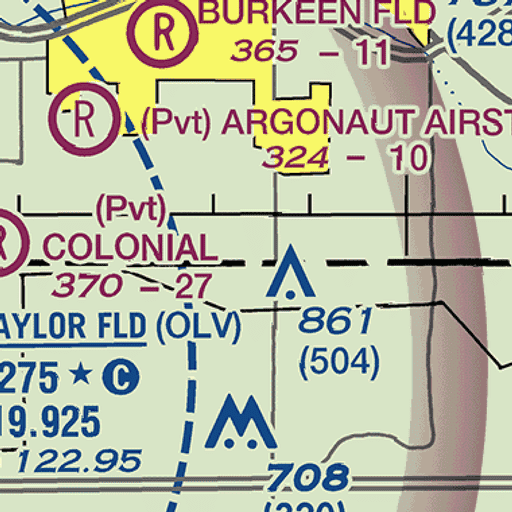 BURKEEN FLD
365 - 11
(428
R
R
(Pvt) ARGONAUT AIRST
324 - 10
(Pvt)
COLONIAL
370 - 27
861
(504)
AYLOR FLD (OLV)
275 ★ C
19.925
122.95
708